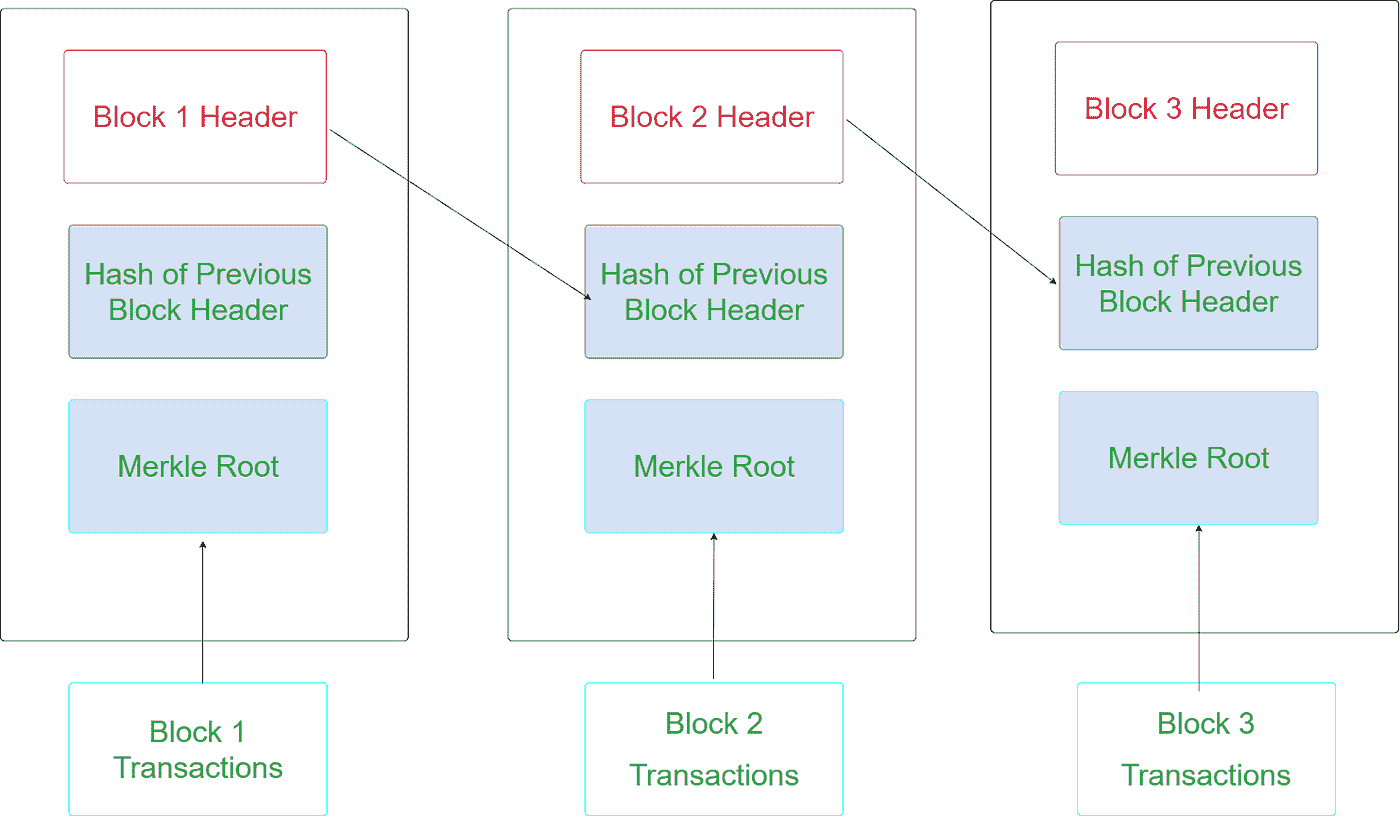 Block 1 Header
Hash of Previous
Block Header
Merkle Root
Block 1
Transactions
Block 2 Header
Hash of Previous
Block Header
Merkle Root
Block 2
Transactions
Block 3 Header
Hash of Previous
Block Header
Merkle Root
Block 3
Transactions